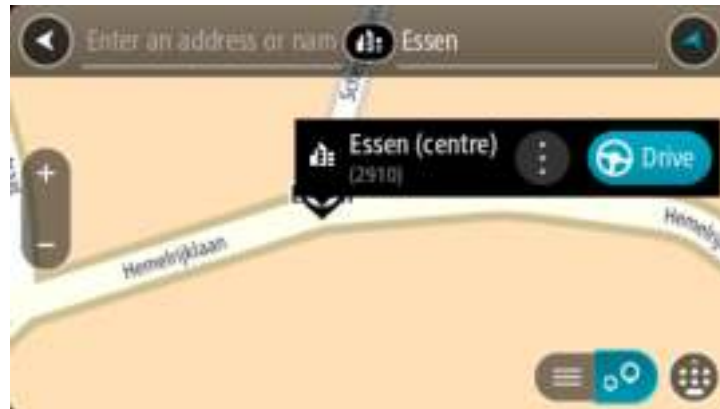 Enter an address or nam Essen
Essen (centre)
(2910)
Drive
Hemelrijklaan
Hemelrij